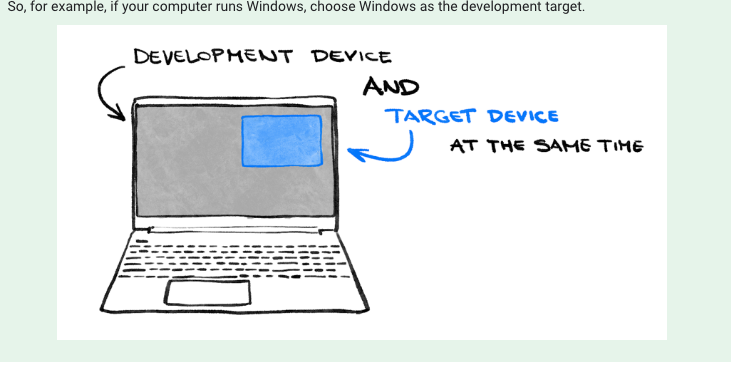 So, for example, if your computer runs Windows, choose Windows as the development target.
DEVELOPMENT DEVICE
AND
TARGET DEVICE
AT THE SAME TIME